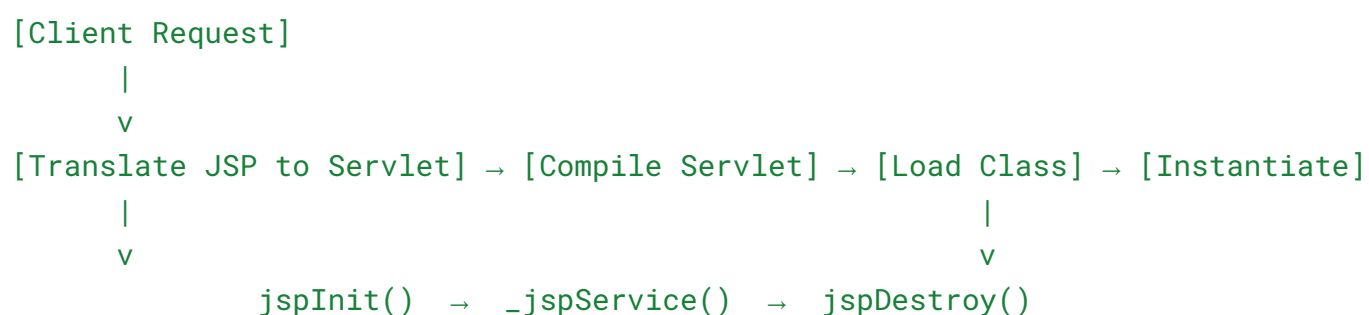 [Client Request]
|
v
[Translate JSP to Servlet] → [Compile Servlet] → [Load Class] → [Instantiate]
| |
v v
jspInit() → _jspService() → jspDestroy()